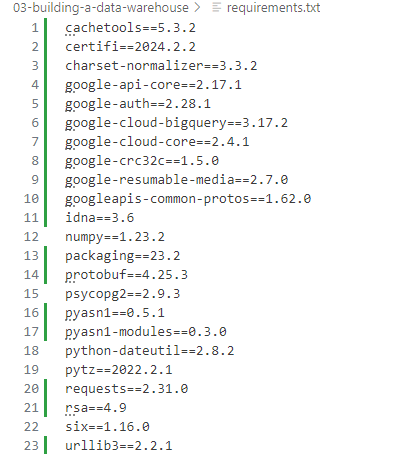 03-building-a-data-warehouse > requirements.txt
1 cachetools==5.3.2
2 certifi==2024.2.2
3 charset-normalizer==3.3.2
4 google-api-core==2.17.1
5 google-auth==2.28.1
6 google-cloud-bigquery==3.17.2
7 google-cloud-core==2.4.1
8 google-crc32c==1.5.0
9 google-resumable-media==2.7.0
10 googleapis-common-protos==1.62.0
11 idna==3.6
12 numpy==1.23.2
13 packaging==23.2
14 protobuf==4.25.3
15 psycopg2==2.9.3
16 pyasn1==0.5.1
17 pyasn1-modules==0.3.0
18 python-dateutil==2.8.2
19 pytz==2022.2.1
20 requests==2.31.0
21 rsa==4.9
22 six==1.16.0
23 urllib3==2.2.1